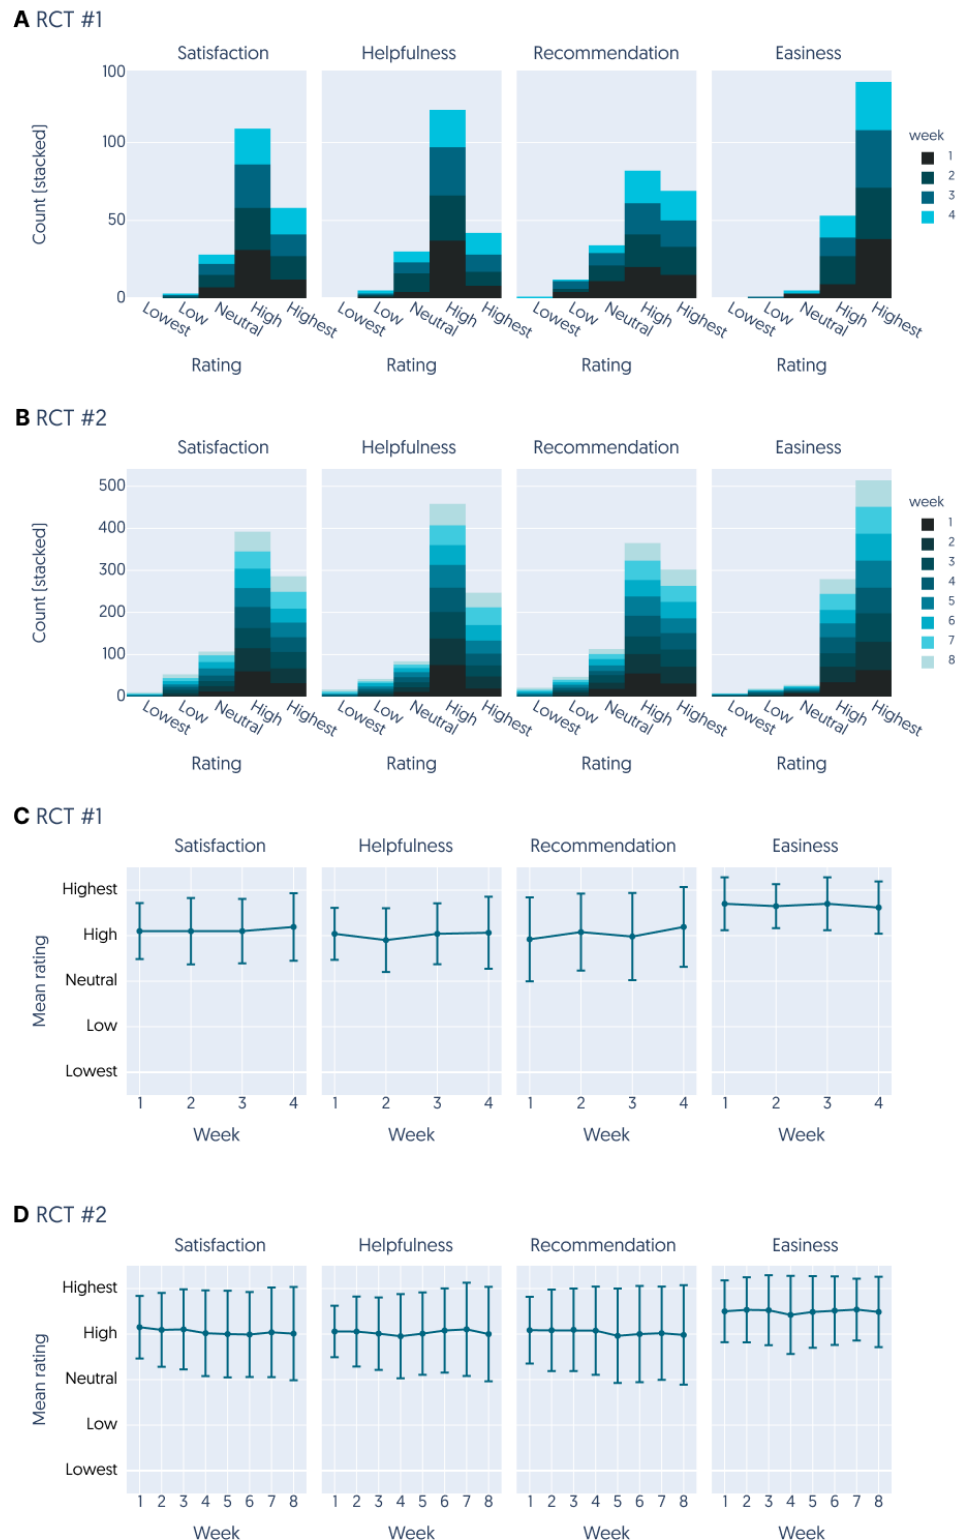 A RCT #1
Satisfaction Helpfulness Recommendation Easiness
100
100
50
0
Count [stacked]
Lowest Low Neutral High Highest Lowest Low Neutral High Highest Lowest Low Neutral High Highest Lowest Low Neutral High Highest
Rating Rating Rating Rating
week
1
2
3
4
B RCT #2
Satisfaction Helpfulness Recommendation Easiness
500
400
300
200
100
0
Count [stacked]
Lowest Low Neutral High Highest Lowest Low Neutral High Highest Lowest Low Neutral High Highest Lowest Low Neutral High Highest
Rating Rating Rating Rating
week
1
2
3
4
5
6
7
8
C RCT #1
Satisfaction Helpfulness Recommendation Easiness
Highest
High
Neutral
Low
Lowest
Mean rating
1 2 3 4 1 2 3 4 1 2 3 4 1 2 3 4
Week Week Week Week
D RCT #2
Satisfaction Helpfulness Recommendation Easiness
Highest
High
Neutral
Low
Lowest
Mean rating
1 2 3 4 5 6 7 8 1 2 3 4 5 6 7 8 1 2 3 4 5 6 7 8 1 2 3 4 5 6 7 8
Week Week Week Week